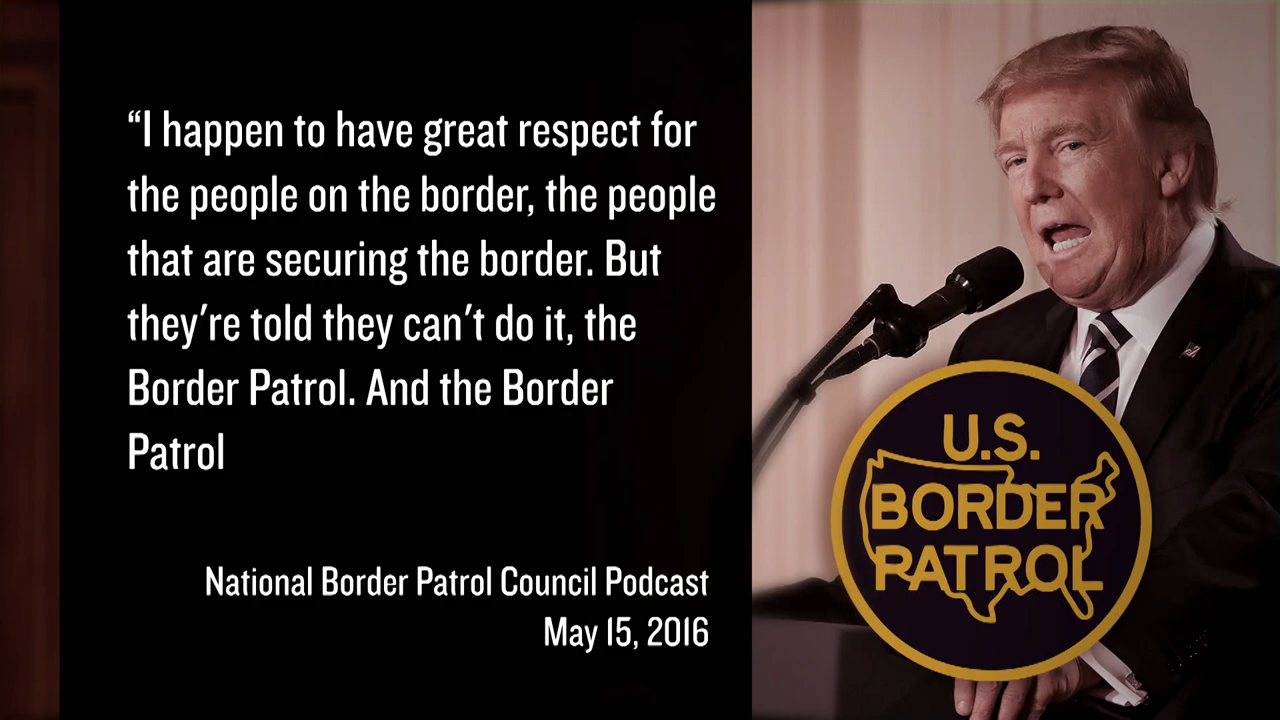 “I happen to have great respect for
the people on the border, the people
that are securing the border. But
they’re told they can’t do it, the
Border Patrol. And the Border
Patrol
National Border Patrol Council Podcast
May 15, 2016
U.S.
BORDER
PATROL